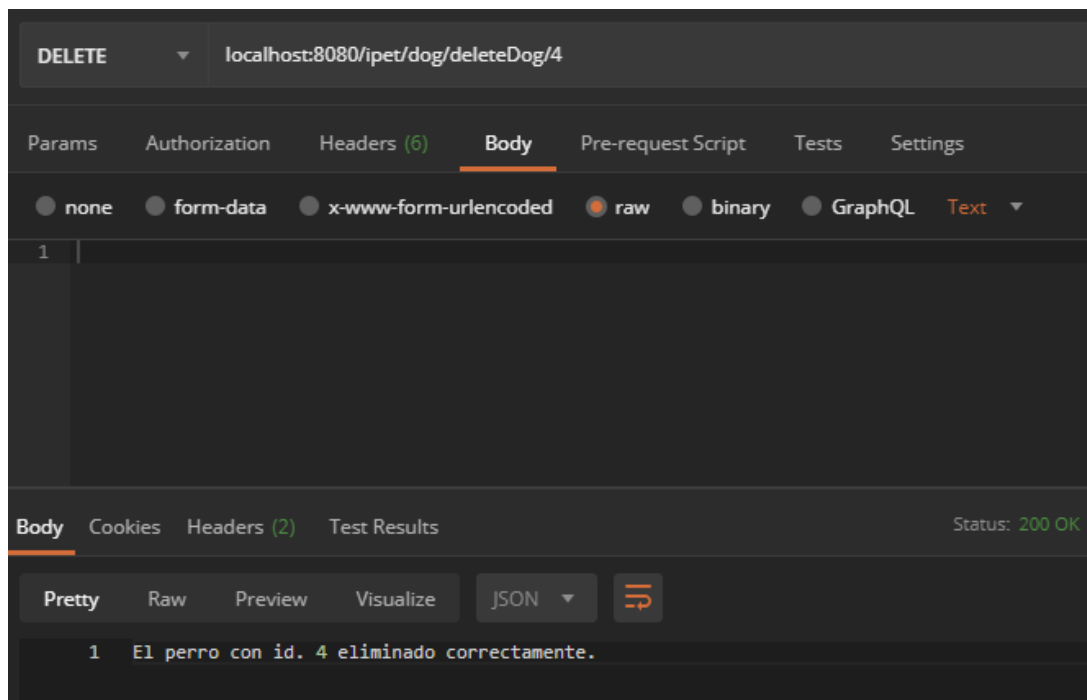 DELETE localhost:8080/ipet/dog/deleteDog/4
Params Authorization Headers (6) Body Pre-request Script Tests Settings
none form-data x-www-form-urlencoded raw binary GraphQL Text
1
Body Cookies Headers (2) Test Results Status: 200 OK
Pretty Raw Preview Visualize JSON
1 El perro con id. 4 eliminado correctamente.